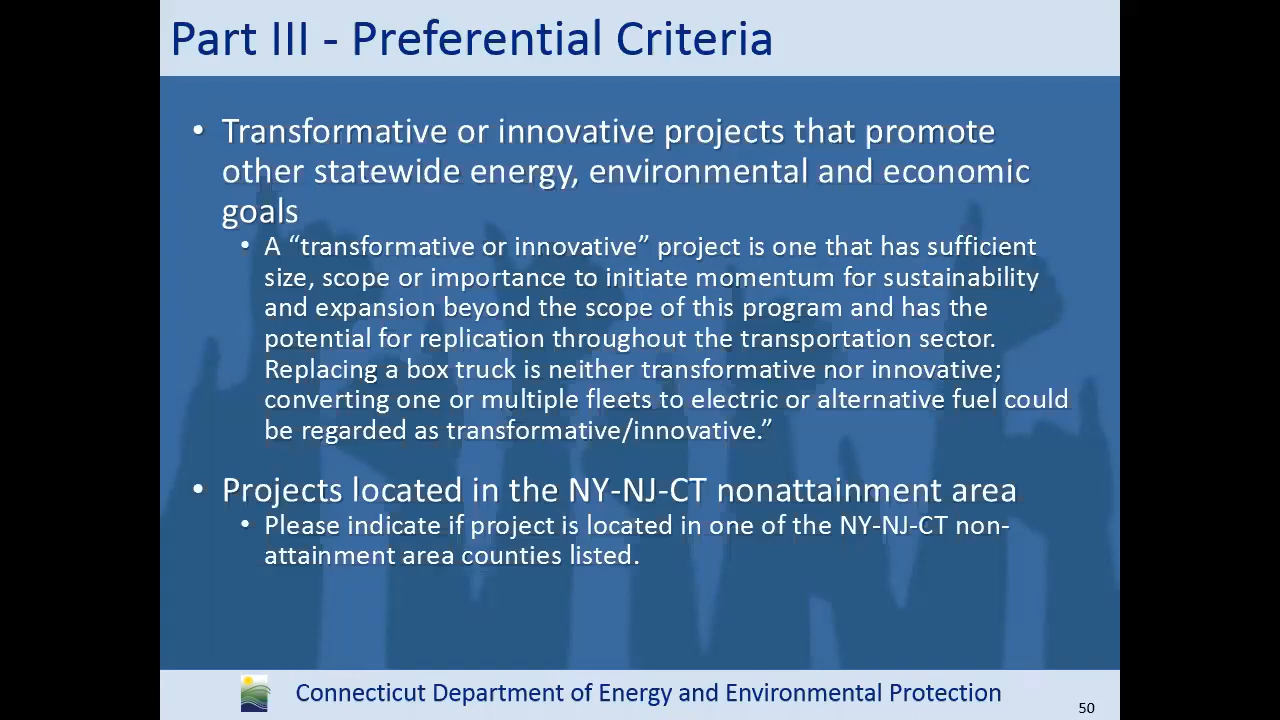 Part III - Preferential Criteria
• Transformative or innovative projects that promote
other statewide energy, environmental and economic
goals
• A “transformative or innovative” project is one that has sufficient
size, scope or importance to initiate momentum for sustainability
and expansion beyond the scope of this program and has the
potential for replication throughout the transportation sector.
Replacing a box truck is neither transformative nor innovative;
converting one or multiple fleets to electric or alternative fuel could
be regarded as transformative/innovative.”
• Projects located in the NY-NJ-CT nonattainment area
• Please indicate if project is located in one of the NY-NJ-CT non-
attainment area counties listed.
Connecticut Department of Energy and Environmental Protection
50